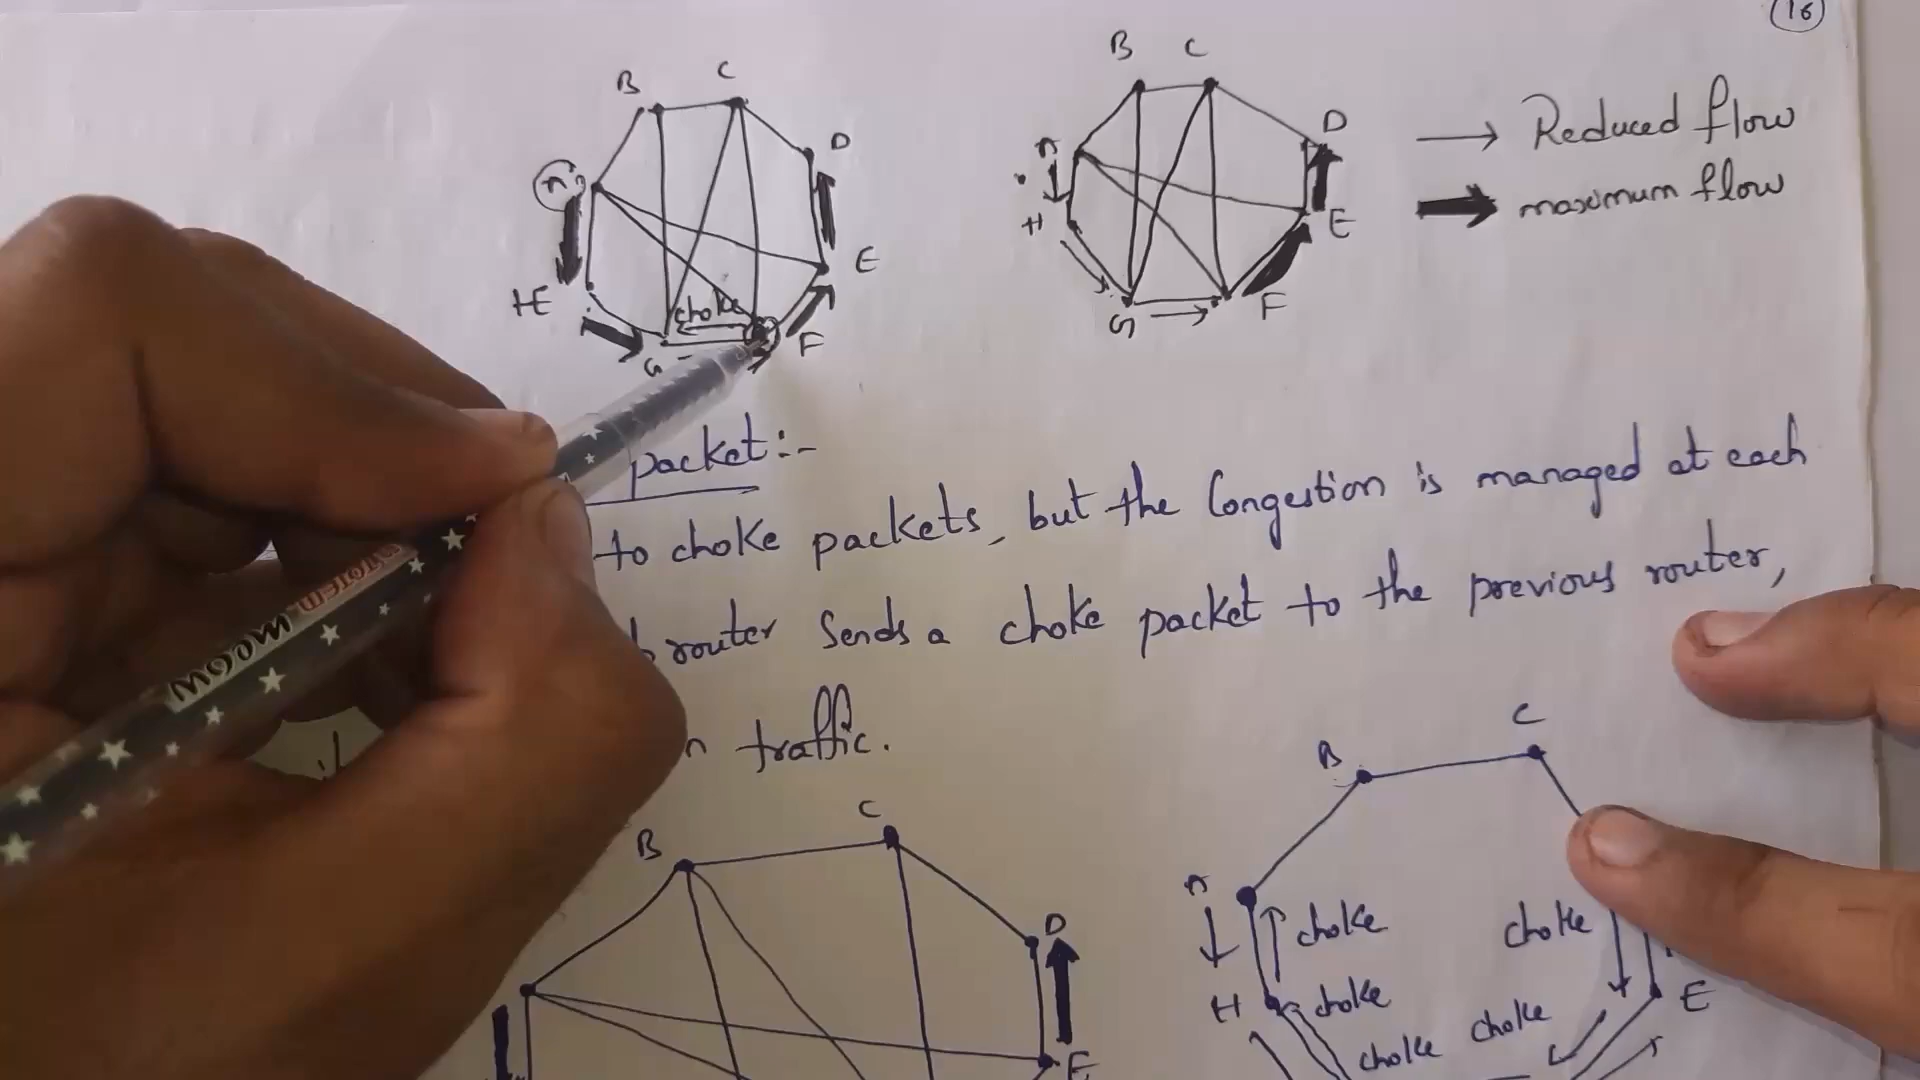 16
B C
D
E
HE
choke
G
F
B C
D
A
H
E
G
F
Reduced flow
maximum flow
packet:-
to choke packets, but the Congestion is managed at each
router Sends a choke packet to the previous router,
traffic.
B C
D
E
B C
A
choke
choke
H
choke
E
choke
choke